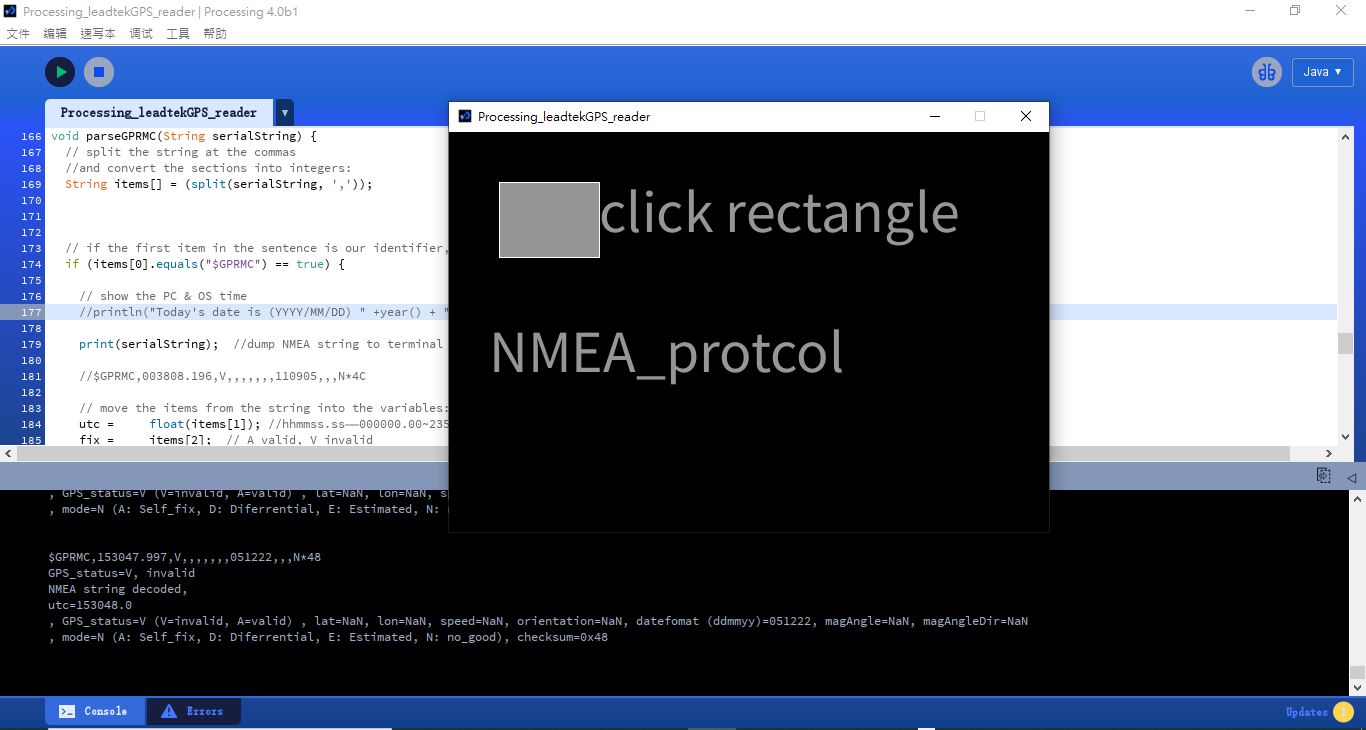 Processing_leadtekGPS_reader | Processing 4.0b1
文件 编辑 速写本 调试 工具 帮助
Java ▼
Processing_leadtekGPS_reader ▼
166 void parseGPRMC(String serialString) {
167 // split the string at the commas
168 //and convert the sections into integers:
169 String items[] = (split(serialString, ','));
170
171
172
173 // if the first item in the sentence is our identifier,
174 if (items[0].equals("$GPRMC") == true) {
175
176 // show the PC & OS time
177 //println("Today's date is (YYYY/MM/DD) " +year() + "
178
179 print(serialString);  //dump NMEA string to terminal
180
181 //$GPRMC,003808.196,V,,,,,,,110905,,,N*4C
182
183 // move the items from the string into the variables:
184 utc =     float(items[1]); //hhmmss.ss——000000.00~235
185 fix =     items[2];  // A valid, V invalid
Processing_leadtekGPS_reader
click rectangle
NMEA_protcol
, GPS_status=V (V=invalid, A=valid) , lat=NaN, lon=NaN, sp
, mode=N (A: Self_fix, D: Diferrential, E: Estimated, N:
$GPRMC,153047.997,V,,,,,,,051222,,,N*48
GPS_status=V, invalid
NMEA string decoded,
utc=153048.0
, GPS_status=V (V=invalid, A=valid) , lat=NaN, lon=NaN, speed=NaN, orientation=NaN, datefomat (ddmmyy)=051222, magAngle=NaN, magAngleDir=NaN
, mode=N (A: Self_fix, D: Diferrential, E: Estimated, N: no_good), checksum=0x48
Console Errors
Updates 1